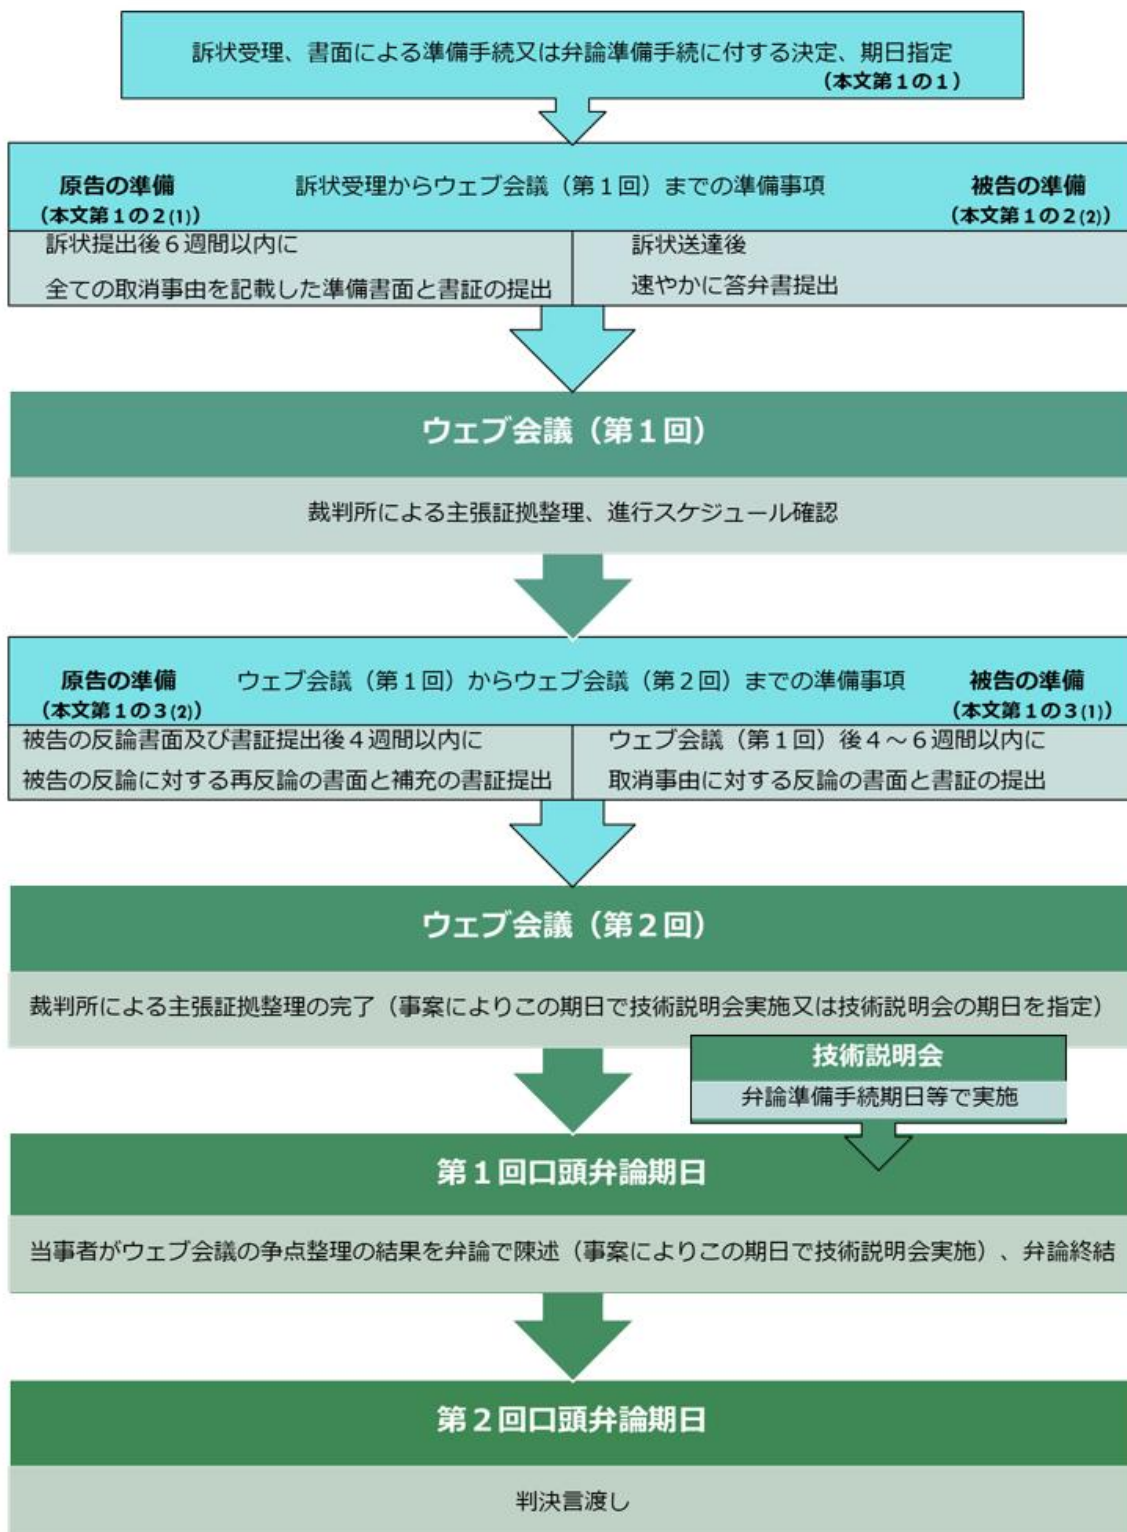 訴状受理、書面による準備手続又は弁論準備手続に付する決定、期日指定
（本文第１の１）
原告の準備
（本文第１の２(1)）
訴状受理からウェブ会議（第１回）までの準備事項
被告の準備
（本文第１の２(2)）
訴状提出後６週間以内に
全ての取消事由を記載した準備書面と書証の提出
訴状送達後
速やかに答弁書提出
ウェブ会議（第１回）
裁判所による主張証拠整理、進行スケジュール確認
原告の準備
（本文第１の３(2)）
ウェブ会議（第１回）からウェブ会議（第２回）までの準備事項
被告の準備
（本文第１の３(1)）
被告の反論書面及び書証提出後４週間以内に
被告の反論に対する再反論の書面と補充の書証提出
ウェブ会議（第１回）後４～６週間以内に
取消事由に対する反論の書面と書証の提出
ウェブ会議（第２回）
裁判所による主張証拠整理の完了（事案によりこの期日で技術説明会実施又は技術説明会の期日を指定）
技術説明会
弁論準備手続期日等で実施
第１回口頭弁論期日
当事者がウェブ会議の争点整理の結果を弁論で陳述（事案によりこの期日で技術説明会実施）、弁論終結
第２回口頭弁論期日
判決言渡し